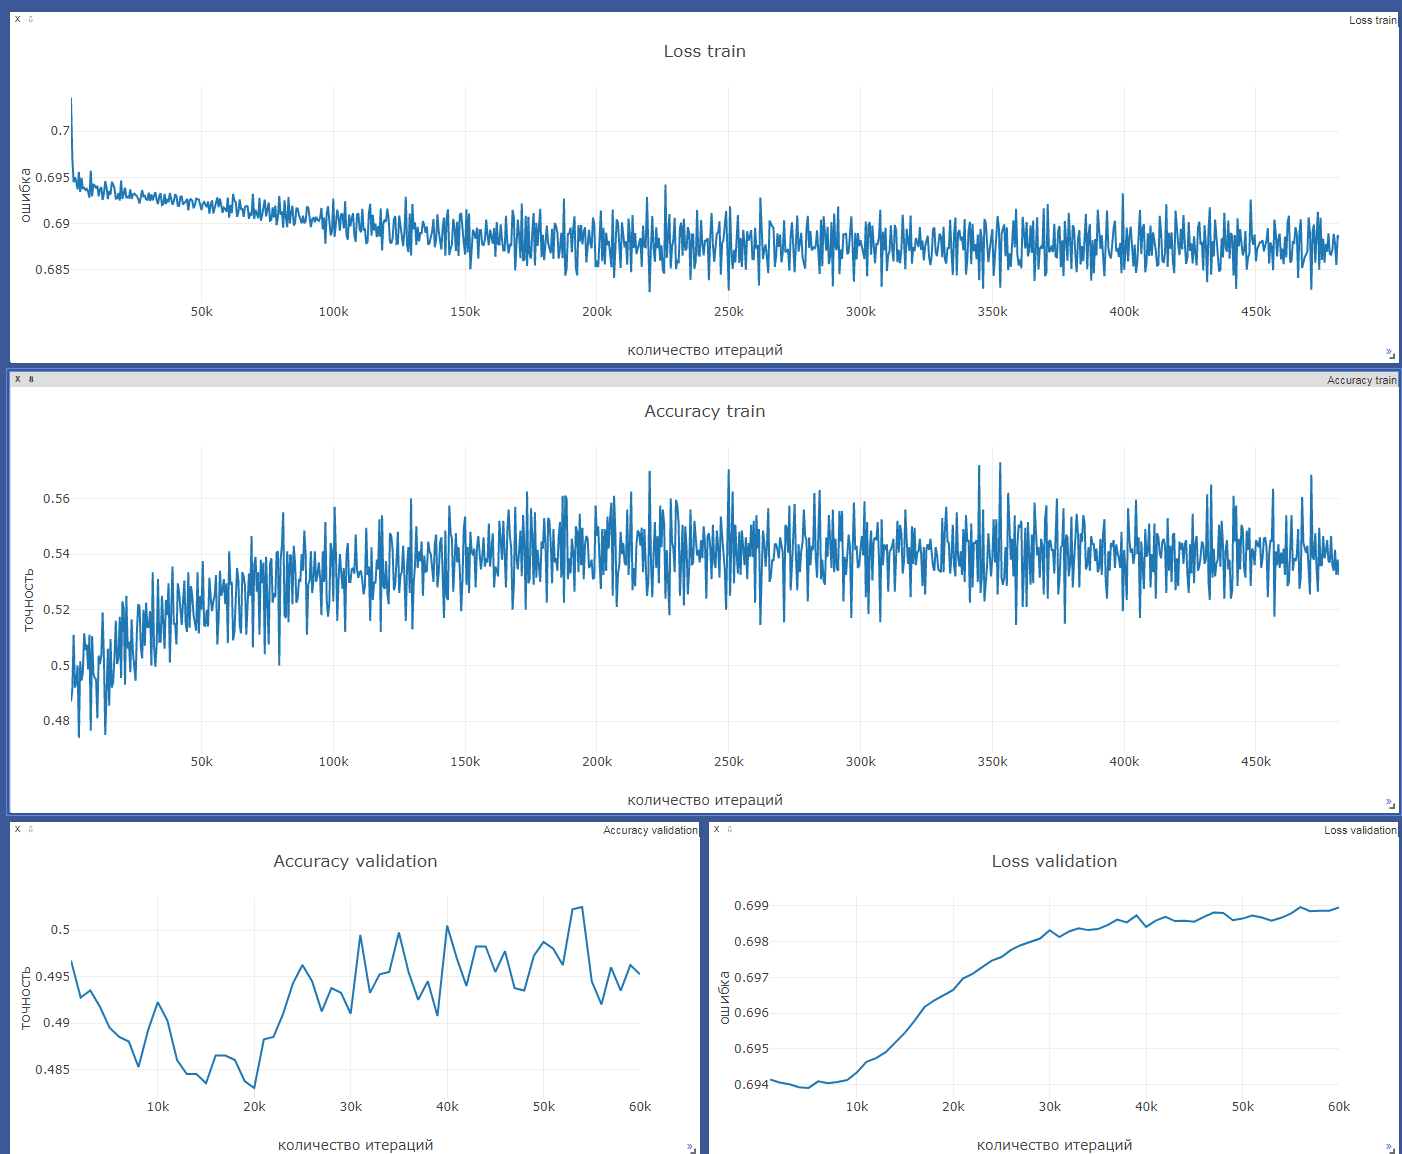 X ⇩ Loss train
Loss train
0.7
0.695
0.69
0.685
ошибка
50k 100k 150k 200k 250k 300k 350k 400k 450k
количество итераций
»
X ⇩ Accuracy train
Accuracy train
0.56
0.54
0.52
0.5
0.48
точность
50k 100k 150k 200k 250k 300k 350k 400k 450k
количество итераций
»
X ⇩ Accuracy validation
Accuracy validation
0.5
0.495
0.49
0.485
точность
10k 20k 30k 40k 50k 60k
количество итераций
»
X ⇩ Loss validation
Loss validation
0.699
0.698
0.697
0.696
0.695
0.694
ошибка
10k 20k 30k 40k 50k 60k
количество итераций
»